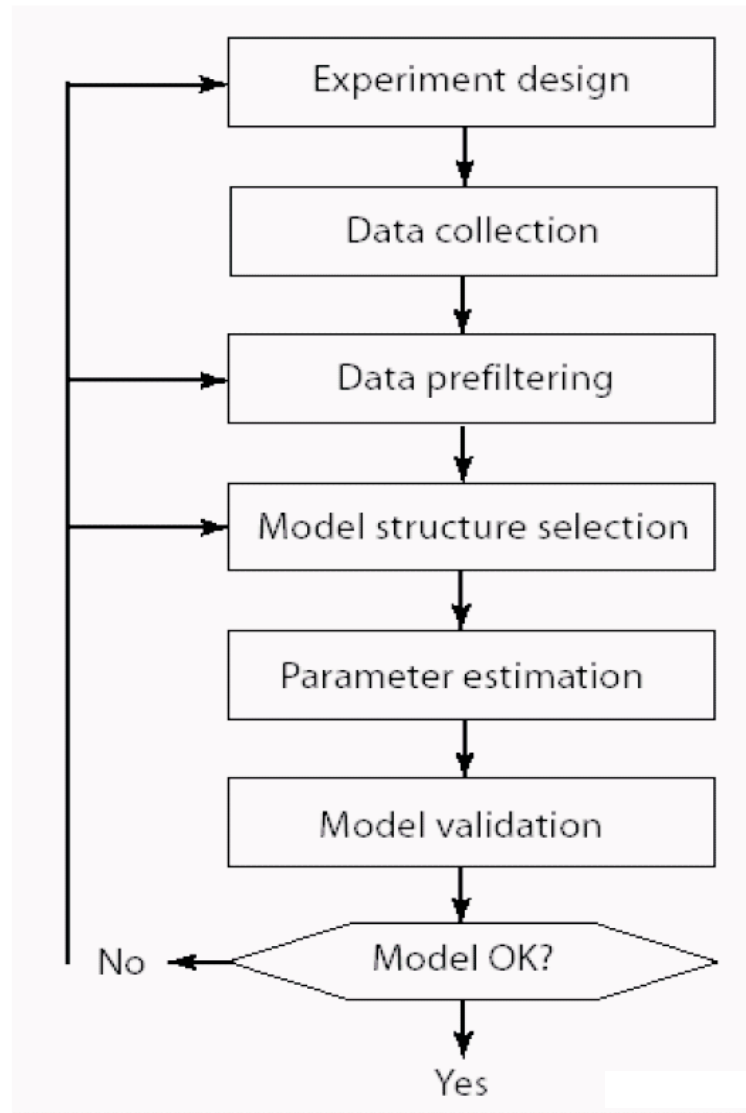 Experiment design
Data collection
Data prefiltering
Model structure selection
Parameter estimation
Model validation
Model OK?
No
Yes